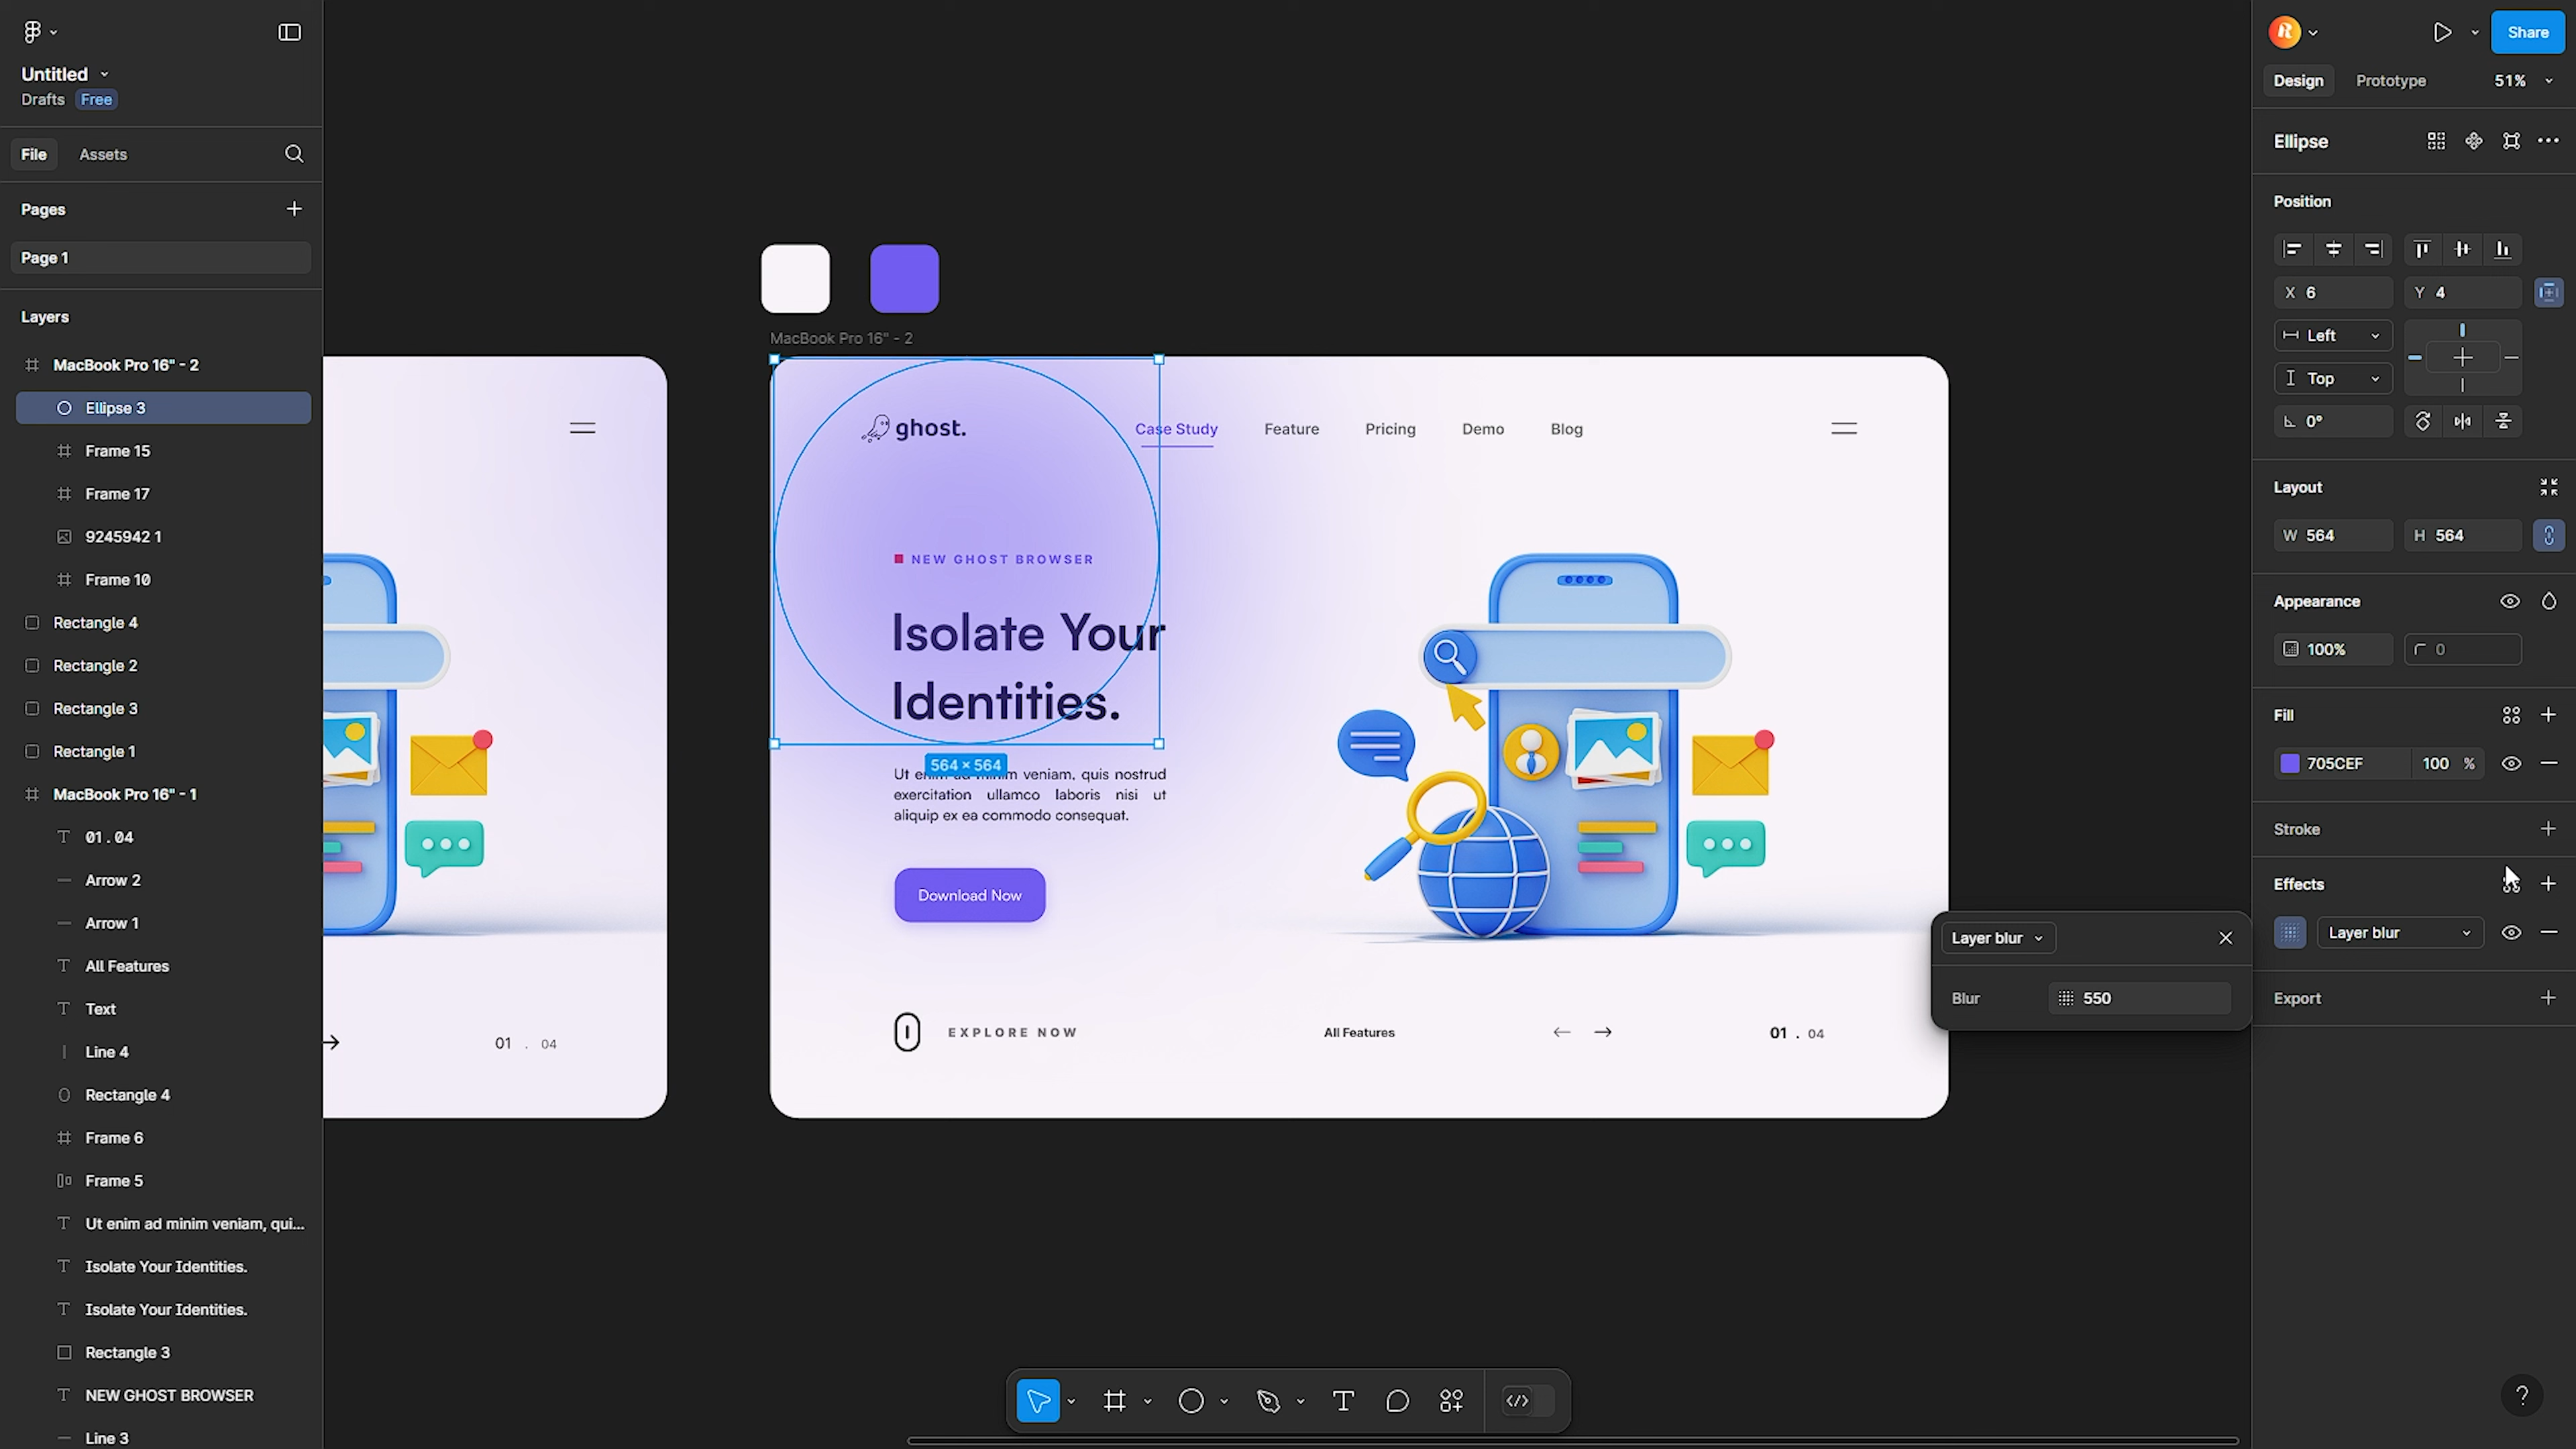 Untitled
Drafts Free
File Assets
Pages
Page 1
Layers
MacBook Pro 16" - 2
Ellipse 3
Frame 15
Frame 17
9245942 1
Frame 10
Rectangle 4
Rectangle 2
Rectangle 3
Rectangle 1
MacBook Pro 16" - 1
01 . 04
Arrow 2
Arrow 1
All Features
Text
Line 4
Rectangle 4
Frame 6
Frame 5
Ut enim ad minim veniam, qui...
Isolate Your Identities.
Isolate Your Identities.
Rectangle 3
NEW GHOST BROWSER
Line 3
01 . 04
MacBook Pro 16" - 2
ghost.
Case Study Feature Pricing Demo Blog
NEW GHOST BROWSER
Isolate Your
Identities.
564 × 564
Ut enim ad minim veniam, quis nostrud
exercitation ullamco laboris nisi ut
aliquip ex ea commodo consequat.
Download Now
EXPLORE NOW
All Features
01 . 04
Layer blur
Blur 550
Share
Design Prototype 51%
Ellipse
Position
X 6 Y 4
Left
Top
0°
Layout
W 564 H 564
Appearance
100% 0
Fill
705CEF 100 %
Stroke
Effects
Layer blur
Export
?